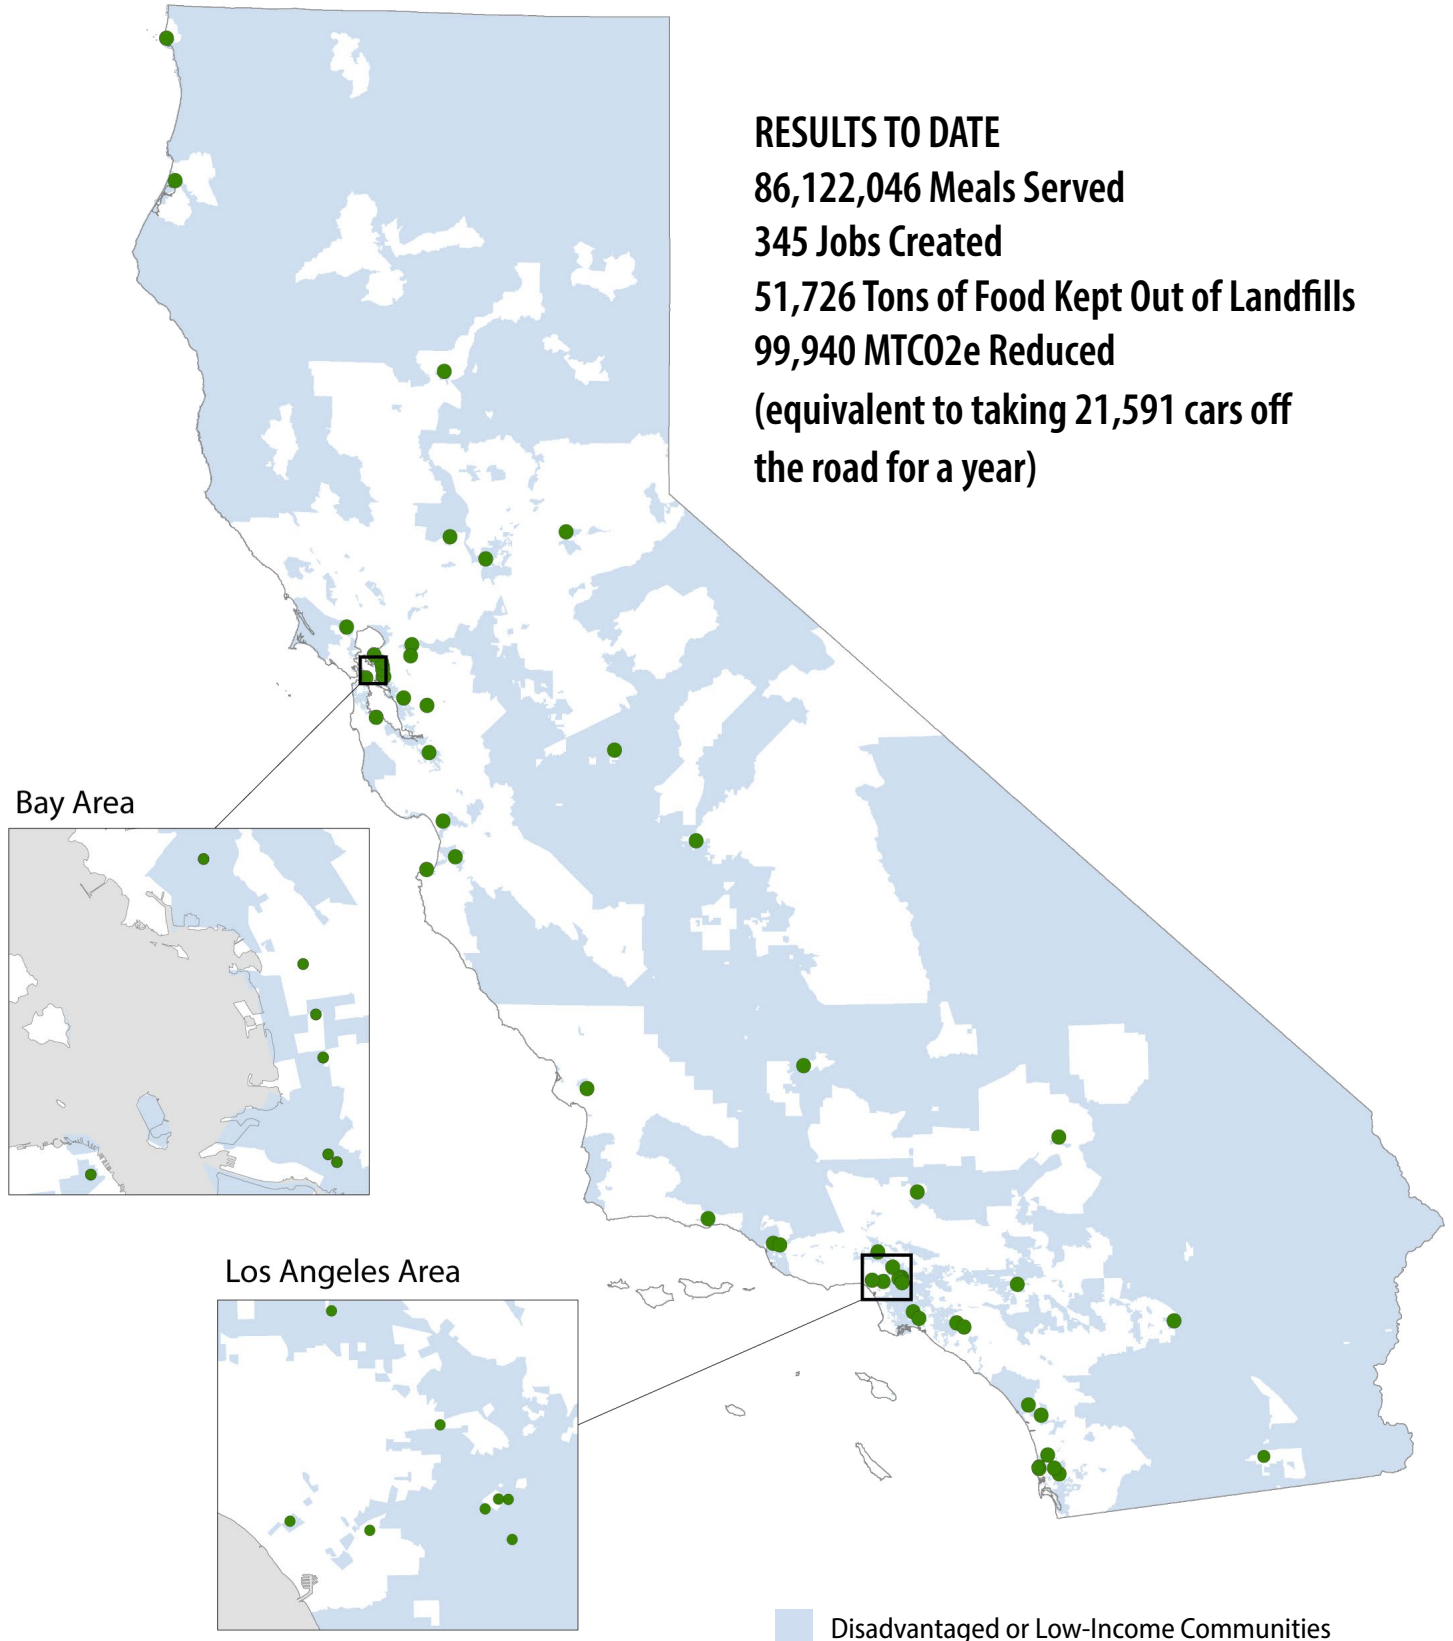 RESULTS TO DATE
86,122,046 Meals Served
345 Jobs Created
51,726 Tons of Food Kept Out of Landfills
99,940 MTCO2e Reduced
(equivalent to taking 21,591 cars off
the road for a year)
Bay Area
Los Angeles Area
Disadvantaged or Low-Income Communities